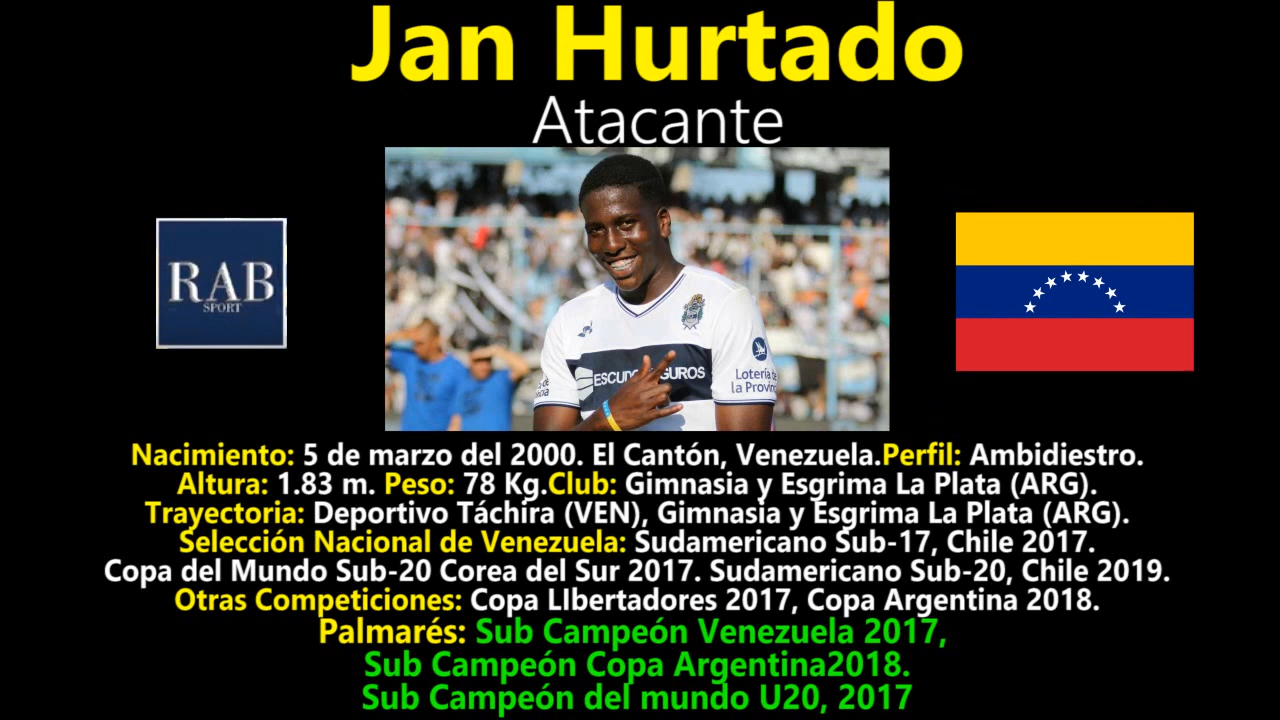 Jan Hurtado
Atacante
RAB
SPORT
ESCUDO SEGUROS
Lotería de
la Provinc
Nacimiento: 5 de marzo del 2000. El Cantón, Venezuela.Perfil: Ambidiestro.
Altura: 1.83 m. Peso: 78 Kg.Club: Gimnasia y Esgrima La Plata (ARG).
Trayectoria: Deportivo Táchira (VEN), Gimnasia y Esgrima La Plata (ARG).
Selección Nacional de Venezuela: Sudamericano Sub-17, Chile 2017.
Copa del Mundo Sub-20 Corea del Sur 2017. Sudamericano Sub-20, Chile 2019.
Otras Competiciones: Copa LIbertadores 2017, Copa Argentina 2018.
Palmarés: Sub Campeón Venezuela 2017,
Sub Campeón Copa Argentina2018.
Sub Campeón del mundo U20, 2017